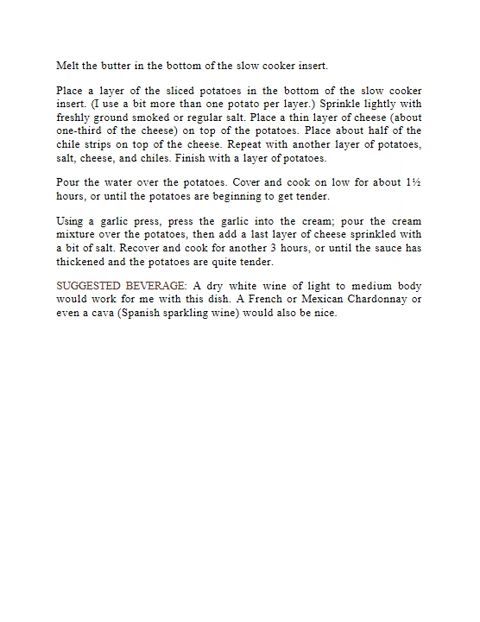 Melt the butter in the bottom of the slow cooker insert.
Place a layer of the sliced potatoes in the bottom of the slow cooker
insert. (I use a bit more than one potato per layer.) Sprinkle lightly with
freshly ground smoked or regular salt. Place a thin layer of cheese (about
one-third of the cheese) on top of the potatoes. Place about half of the
chile strips on top of the cheese. Repeat with another layer of potatoes,
salt, cheese, and chiles. Finish with a layer of potatoes.
Pour the water over the potatoes. Cover and cook on low for about 1½
hours, or until the potatoes are beginning to get tender.
Using a garlic press, press the garlic into the cream; pour the cream
mixture over the potatoes, then add a last layer of cheese sprinkled with
a bit of salt. Recover and cook for another 3 hours, or until the sauce has
thickened and the potatoes are quite tender.
SUGGESTED BEVERAGE: A dry white wine of light to medium body
would work for me with this dish. A French or Mexican Chardonnay or
even a cava (Spanish sparkling wine) would also be nice.